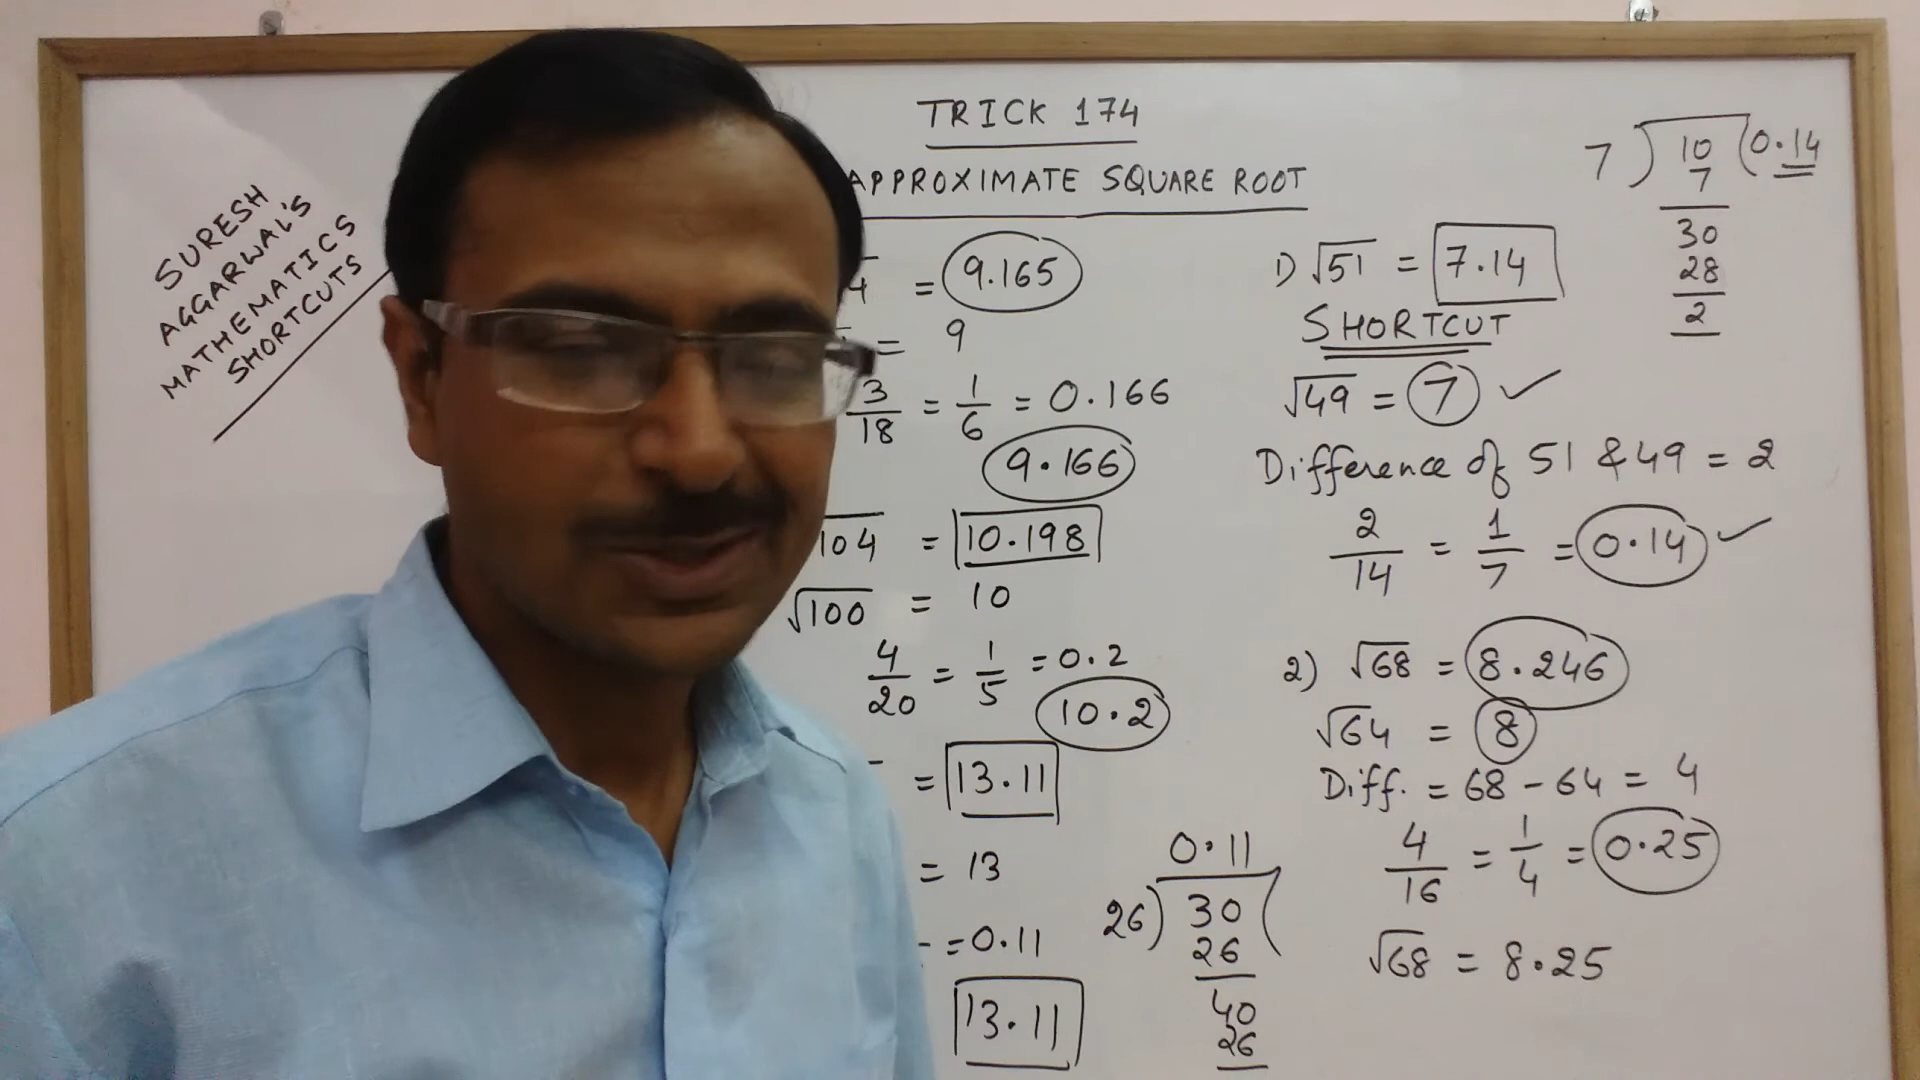 SURESH
AGGARWAL'S
MATHEMATICS
SHORTCUTS
TRICK 174
APPROXIMATE SQUARE ROOT
4 = 9.165
= 9
3/18 = 1/6 = 0.166
9.166
104 = 10.198
√100 = 10
4/20 = 1/5 = 0.2
10.2
= 13.11
= 13
= 0.11
13.11
0.11
26) 30 (
26
40
26
1) √51 = 7.14
SHORTCUT
√49 = 7 ✓
Difference of 51 & 49 = 2
2/14 = 1/7 = 0.14 ✓
2) √68 = 8.246
√64 = 8
Diff. = 68 - 64 = 4
4/16 = 1/4 = 0.25
√68 = 8.25
7) 10 (0.14
7
30
28
2